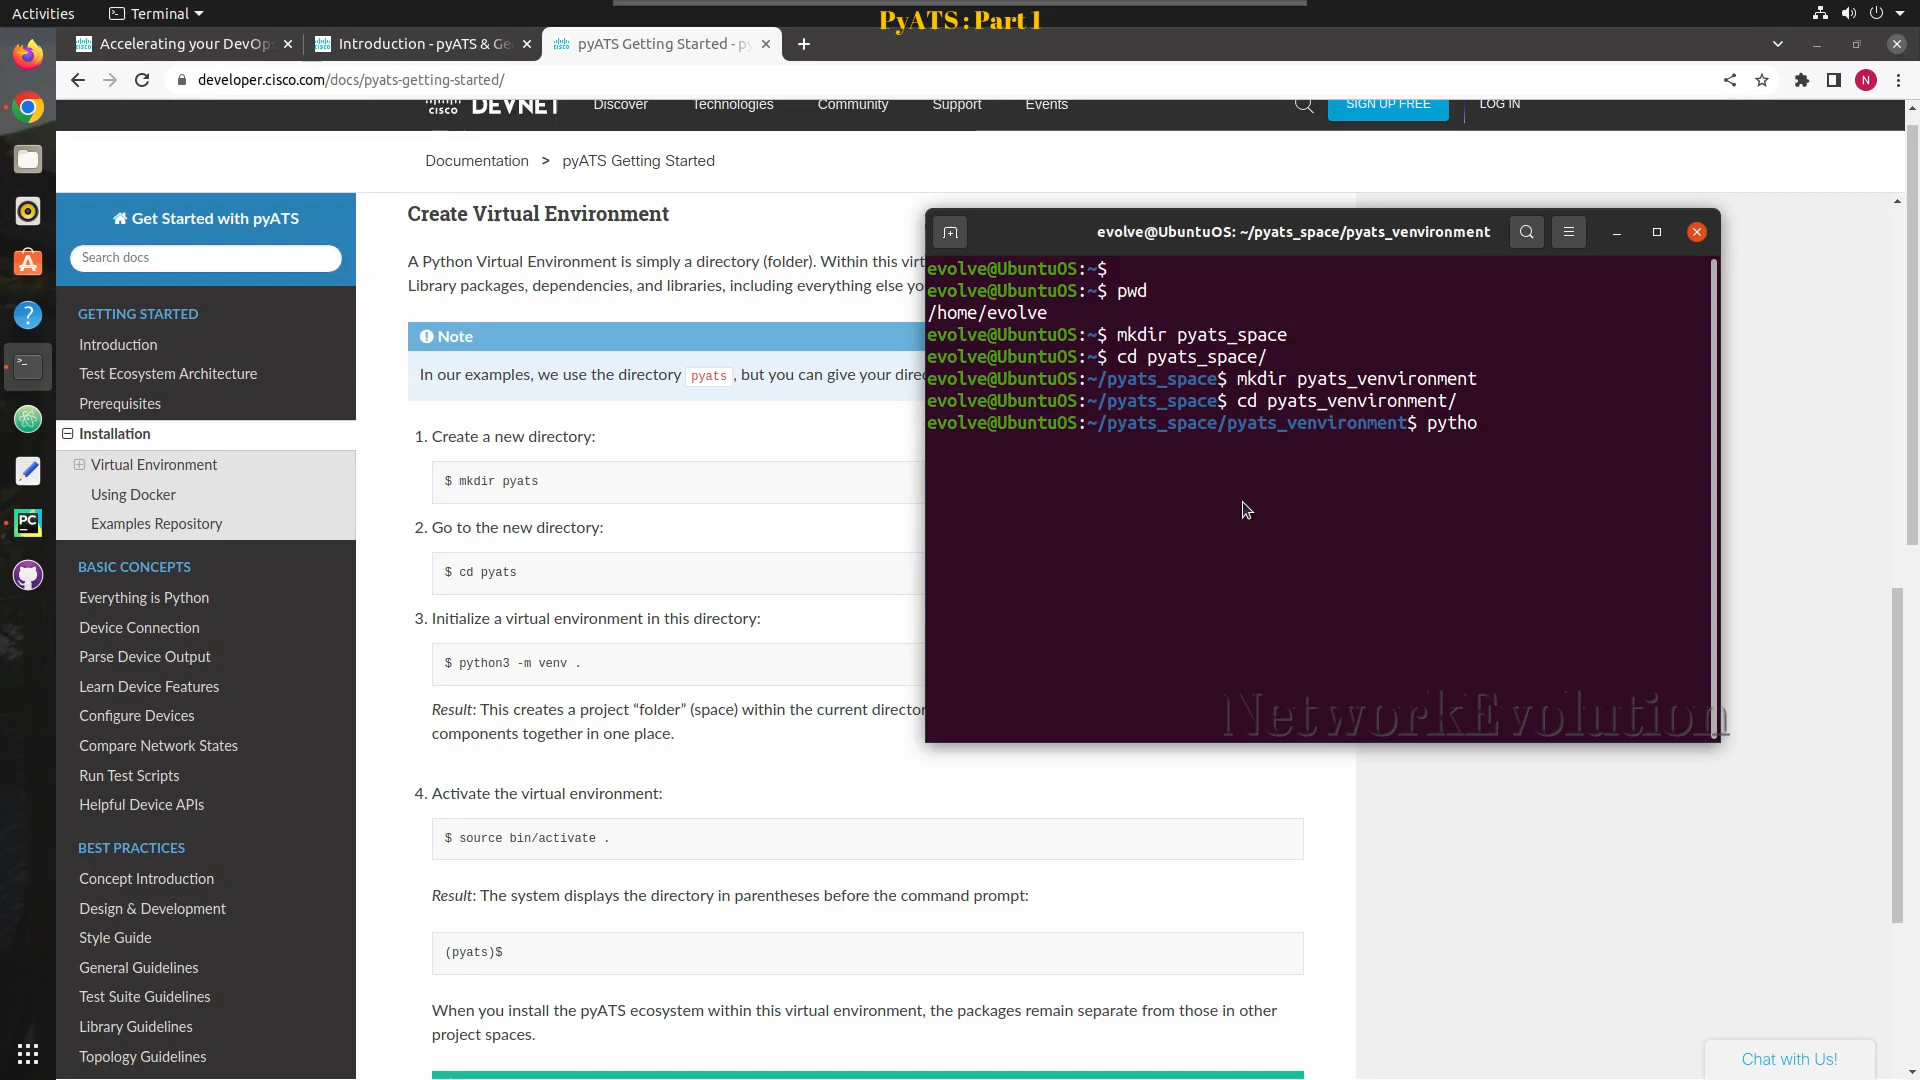 Activities
Terminal
PyATS : Part 1
Accelerating your DevOps
Introduction - pyATS & Ge
pyATS Getting Started - py
developer.cisco.com/docs/pyats-getting-started/
N
CISCO DEVNET
Discover
Technologies
Community
Support
Events
SIGN UP FREE
LOG IN
Documentation > pyATS Getting Started
Get Started with pyATS
Search docs
GETTING STARTED
Introduction
Test Ecosystem Architecture
Prerequisites
Installation
Virtual Environment
Using Docker
Examples Repository
BASIC CONCEPTS
Everything is Python
Device Connection
Parse Device Output
Learn Device Features
Configure Devices
Compare Network States
Run Test Scripts
Helpful Device APIs
BEST PRACTICES
Concept Introduction
Design & Development
Style Guide
General Guidelines
Test Suite Guidelines
Library Guidelines
Topology Guidelines
Create Virtual Environment
A Python Virtual Environment is simply a directory (folder). Within this virt
Library packages, dependencies, and libraries, including everything else yo
Note
In our examples, we use the directory pyats, but you can give your direc
1. Create a new directory:
$ mkdir pyats
2. Go to the new directory:
$ cd pyats
3. Initialize a virtual environment in this directory:
$ python3 -m venv .
Result: This creates a project “folder” (space) within the current director
components together in one place.
4. Activate the virtual environment:
$ source bin/activate .
Result: The system displays the directory in parentheses before the command prompt:
(pyats)$
When you install the pyATS ecosystem within this virtual environment, the packages remain separate from those in other
project spaces.
evolve@UbuntuOS: ~/pyats_space/pyats_venvironment
evolve@UbuntuOS:~$
evolve@UbuntuOS:~$ pwd
/home/evolve
evolve@UbuntuOS:~$ mkdir pyats_space
evolve@UbuntuOS:~$ cd pyats_space/
evolve@UbuntuOS:~/pyats_space$ mkdir pyats_venvironment
evolve@UbuntuOS:~/pyats_space$ cd pyats_venvironment/
evolve@UbuntuOS:~/pyats_space/pyats_venvironment$ pytho
NetworkEvolution
Chat with Us!
PC